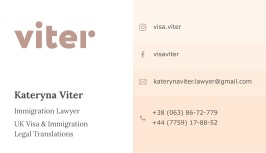 viter
Kateryna Viter
Immigration Lawyer
UK Visa & Immigration
Legal Translations
visa.viter
visaviter
katerynaviter.lawyer@gmail.com
+38 (063) 86-72-779
+44 (7759) 17-88-52